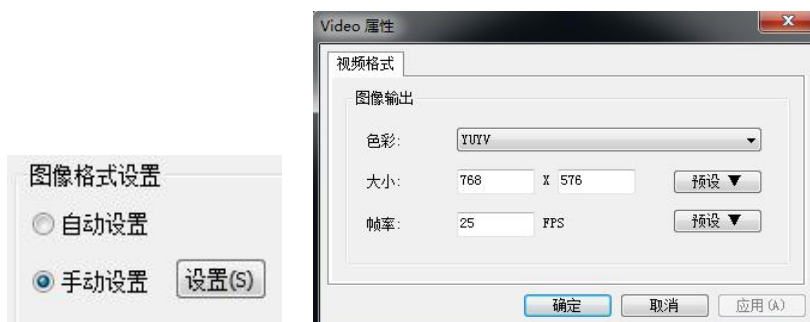 图像格式设置
自动设置
手动设置 设置(S)
Video 属性
视频格式
图像输出
色彩: YUYV
大小: 768 X 576 预设 ▼
帧率: 25 FPS 预设 ▼
确定 取消 应用(A)